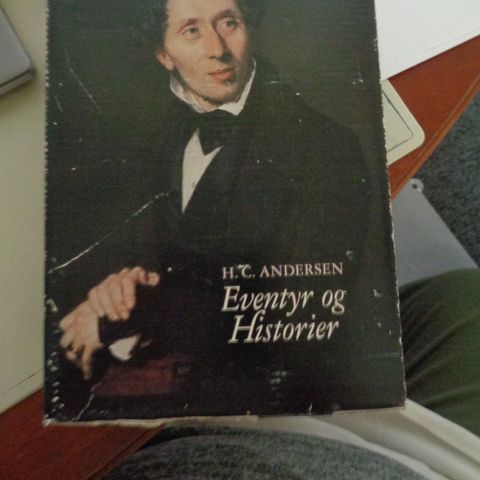 H. C. ANDERSEN
Eventyr og
Historier